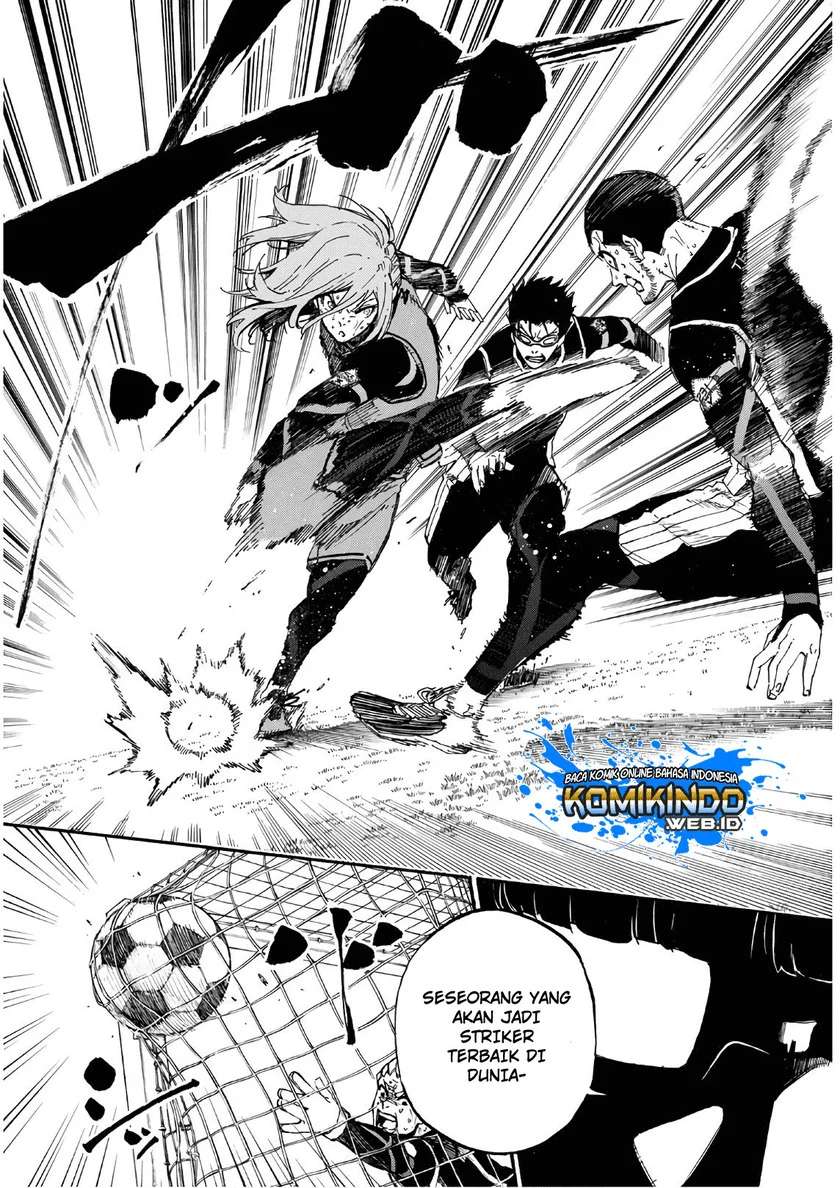 BACA KOMIK ONLINE BAHASA INDONESIA
KOMIKINDO
.WEB.ID
SESEORANG YANG
AKAN JADI
STRIKER
TERBAIK DI
DUNIA-